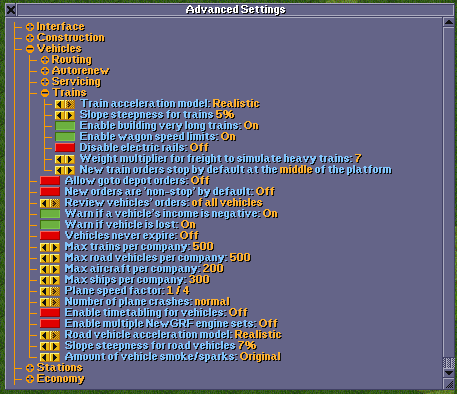 Advanced Settings
Interface
Construction
Vehicles
Routing
Autorenew
Servicing
Trains
Train acceleration model: Realistic
Slope steepness for trains 5%
Enable building very long trains: On
Enable wagon speed limits: On
Disable electric rails: Off
Weight multiplier for freight to simulate heavy trains: 7
New train orders stop by default at the middle of the platform
Allow goto depot orders: Off
New orders are 'non-stop' by default: Off
Review vehicles' orders: of all vehicles
Warn if a vehicle's income is negative: On
Warn if vehicle is lost: On
Vehicles never expire: Off
Max trains per company: 500
Max road vehicles per company: 500
Max aircraft per company: 200
Max ships per company: 300
Plane speed factor: 1 / 4
Number of plane crashes: normal
Enable timetabling for vehicles: Off
Enable multiple NewGRF engine sets: Off
Road vehicle acceleration model: Realistic
Slope steepness for road vehicles 7%
Amount of vehicle smoke/sparks: Original
Stations
Economy